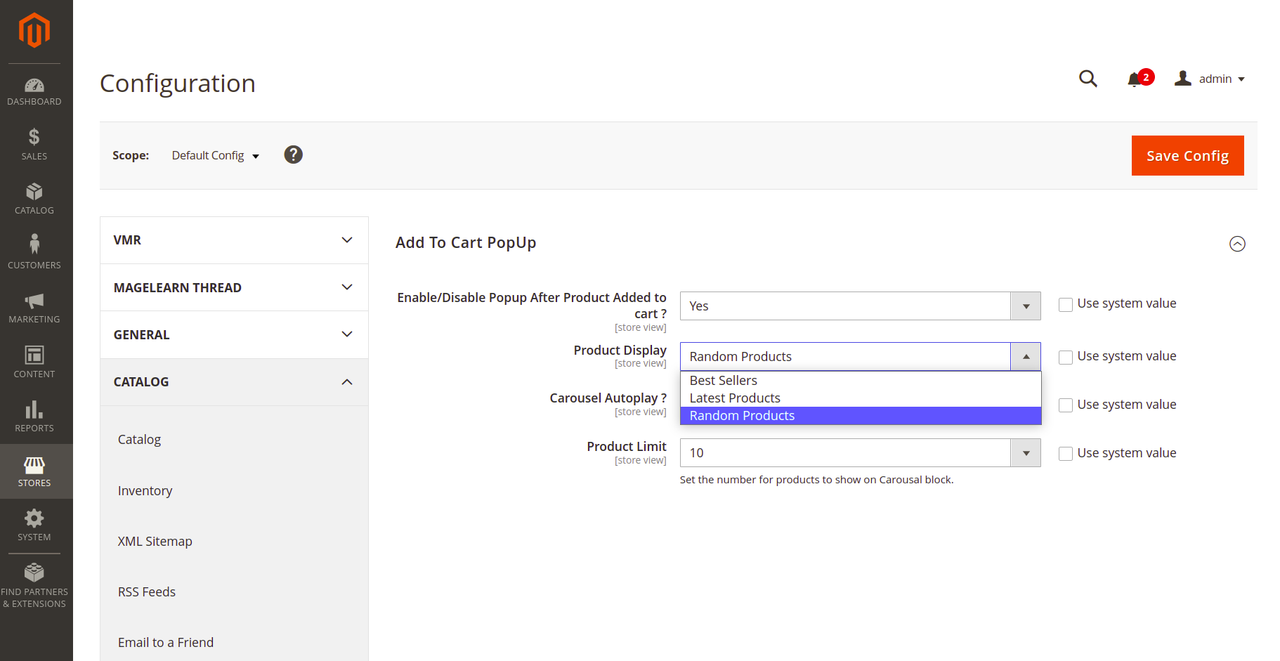 Configuration
2
admin
DASHBOARD
SALES
CATALOG
CUSTOMERS
MARKETING
CONTENT
REPORTS
STORES
SYSTEM
FIND PARTNERS
& EXTENSIONS
Scope:
Default Config
?
Save Config
VMR
MAGELEARN THREAD
GENERAL
CATALOG
Catalog
Inventory
XML Sitemap
RSS Feeds
Email to a Friend
Add To Cart PopUp
Enable/Disable Popup After Product Added to
cart ?
[store view]
Yes
Use system value
Product Display
[store view]
Random Products
Use system value
Best Sellers
Latest Products
Random Products
Carousel Autoplay ?
[store view]
Use system value
Product Limit
[store view]
10
Use system value
Set the number for products to show on Carousal block.